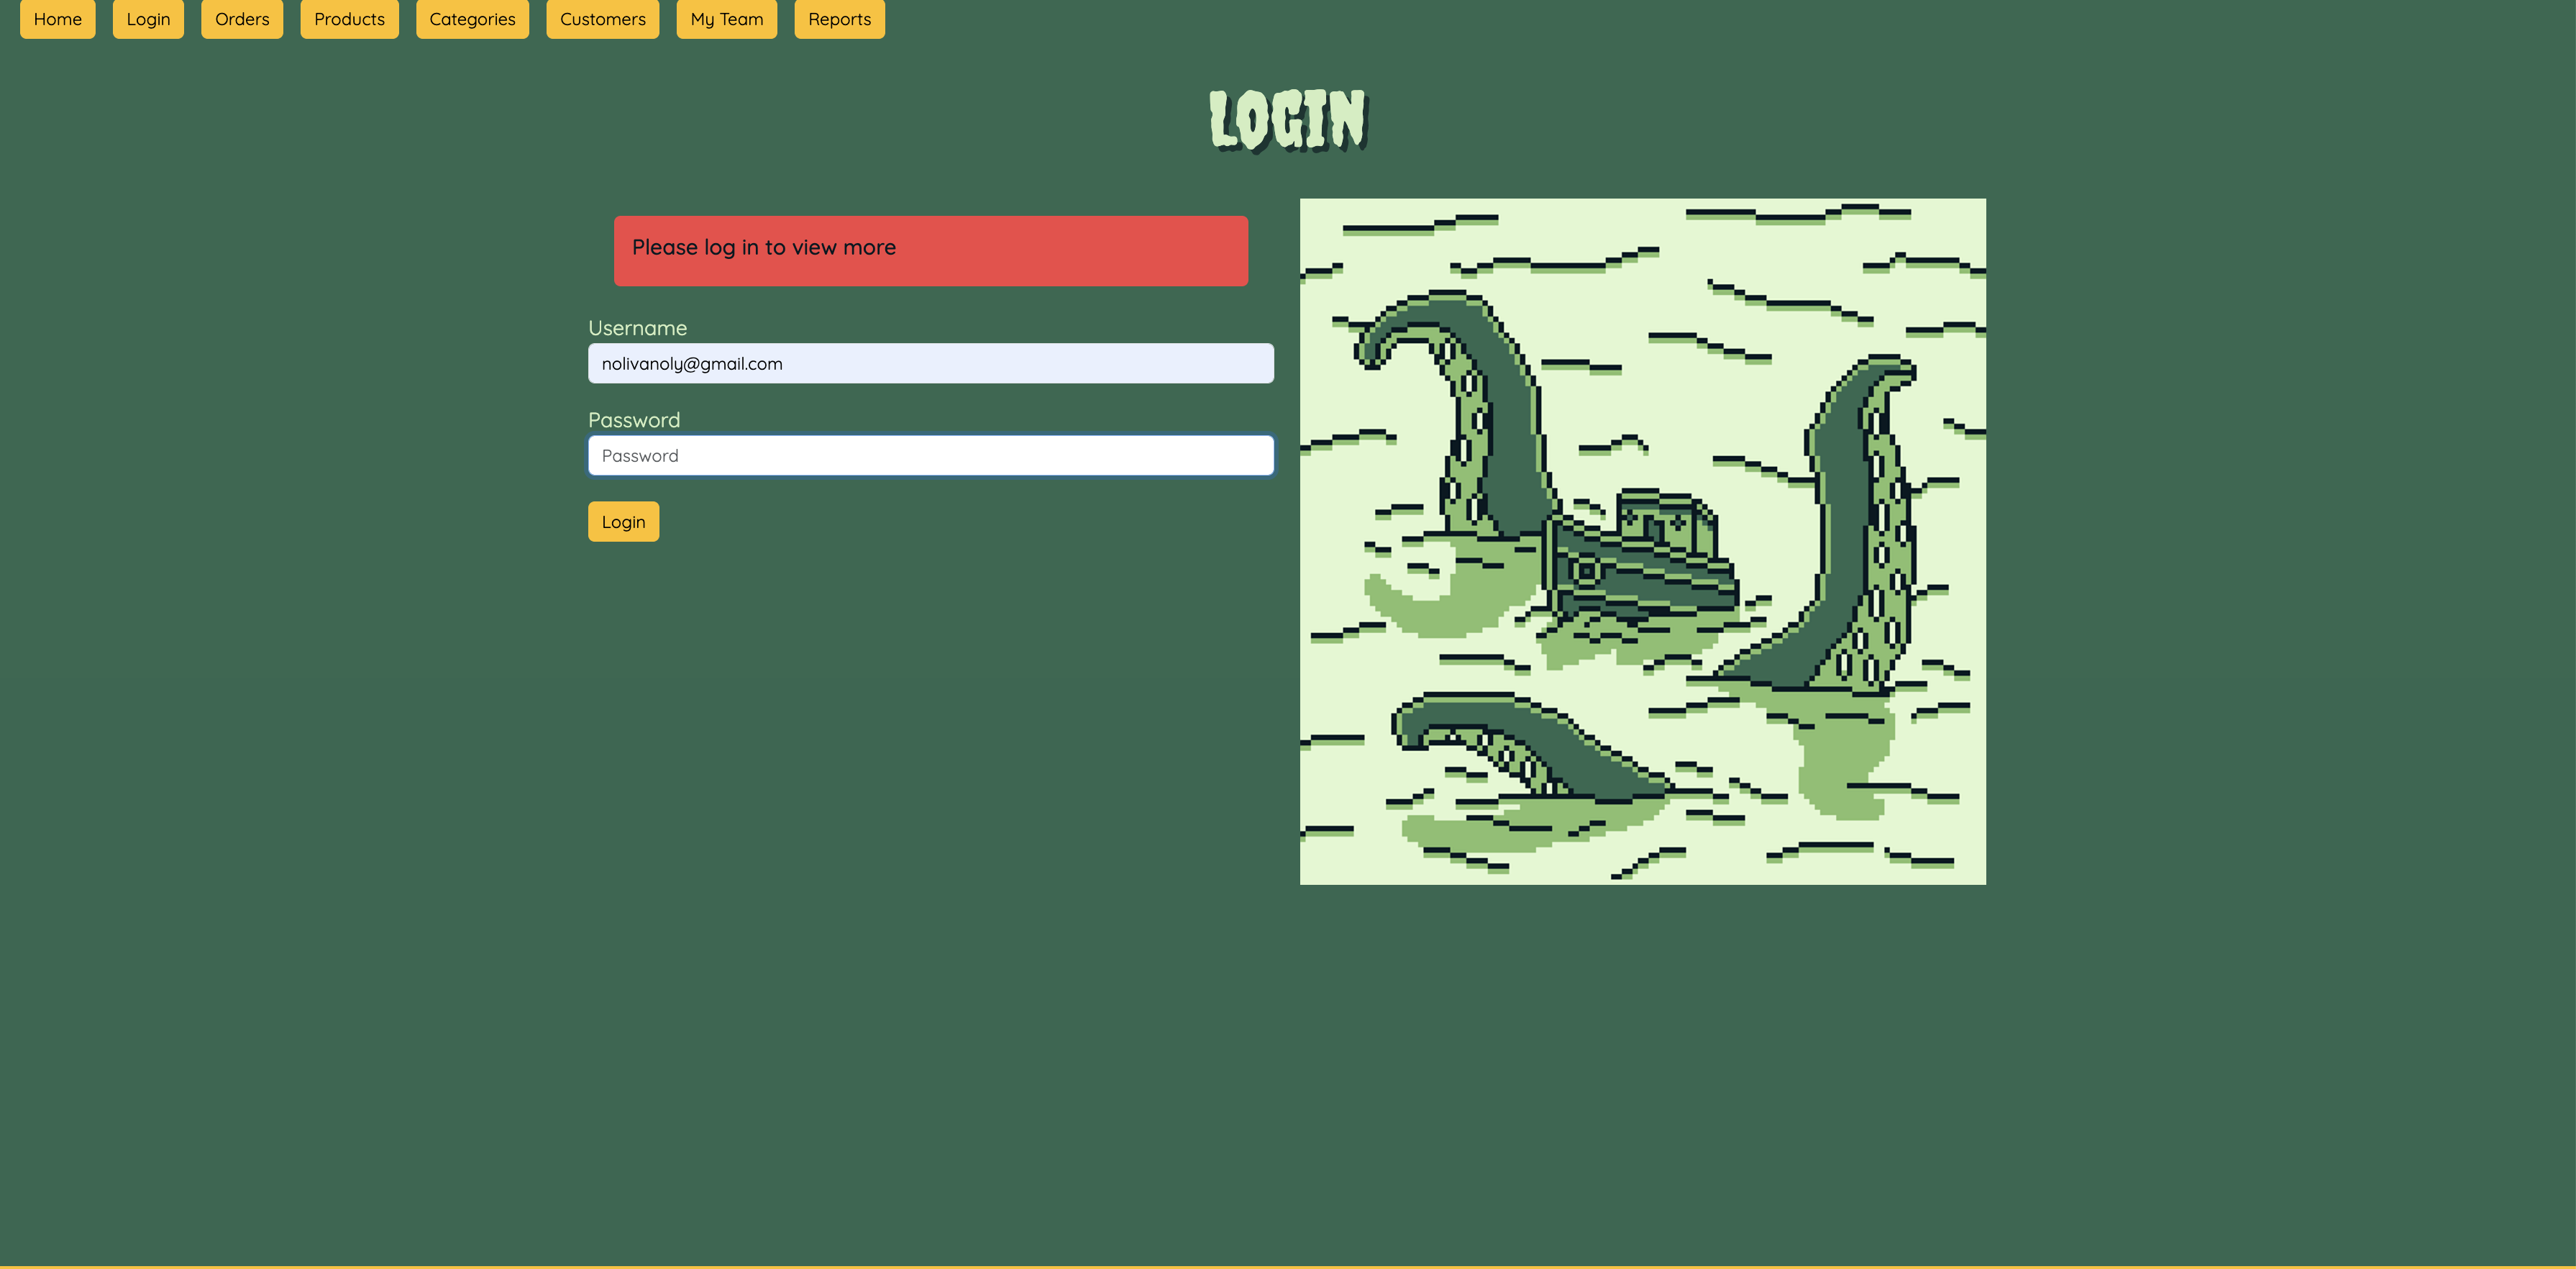 Home Login Orders Products Categories Customers My Team Reports
LOGIN
Please log in to view more
Username
nolivanoly@gmail.com
Password
Password
Login